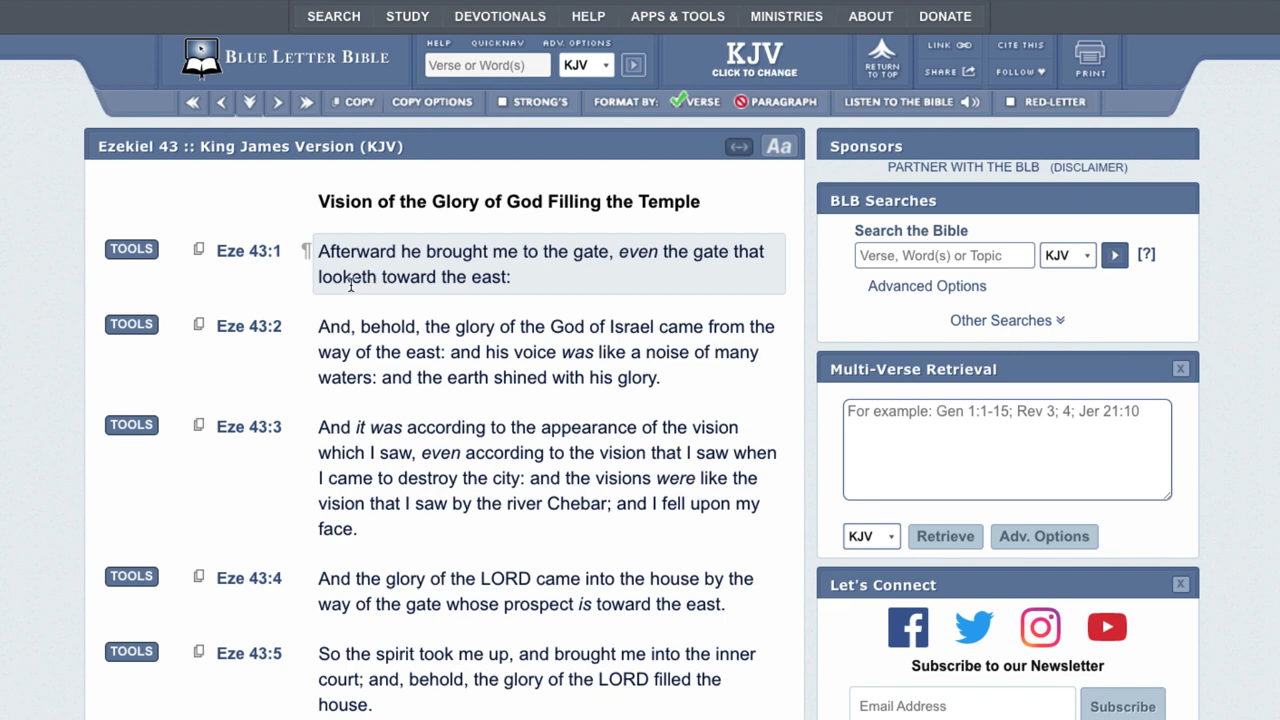 SEARCH STUDY DEVOTIONALS HELP APPS & TOOLS MINISTRIES ABOUT DONATE
BLUE LETTER BIBLE
HELP QUICKNAV ADV. OPTIONS
Verse or Word(s) KJV
KJV
CLICK TO CHANGE
RETURN
TO TOP
LINK CITE THIS
SHARE FOLLOW
PRINT
COPY COPY OPTIONS STRONG'S FORMAT BY: VERSE PARAGRAPH LISTEN TO THE BIBLE RED-LETTER
Ezekiel 43 :: King James Version (KJV)
Aa
Vision of the Glory of God Filling the Temple
TOOLS Eze 43:1 ¶ Afterward he brought me to the gate, even the gate that
looketh toward the east:
TOOLS Eze 43:2 And, behold, the glory of the God of Israel came from the
way of the east: and his voice was like a noise of many
waters: and the earth shined with his glory.
TOOLS Eze 43:3 And it was according to the appearance of the vision
which I saw, even according to the vision that I saw when
I came to destroy the city: and the visions were like the
vision that I saw by the river Chebar; and I fell upon my
face.
TOOLS Eze 43:4 And the glory of the LORD came into the house by the
way of the gate whose prospect is toward the east.
TOOLS Eze 43:5 So the spirit took me up, and brought me into the inner
court; and, behold, the glory of the LORD filled the
house.
Sponsors
PARTNER WITH THE BLB (DISCLAIMER)
BLB Searches
Search the Bible
Verse, Word(s) or Topic KJV [?]
Advanced Options
Other Searches
Multi-Verse Retrieval X
For example: Gen 1:1-15; Rev 3; 4; Jer 21:10
KJV Retrieve Adv. Options
Let's Connect X
Subscribe to our Newsletter
Email Address Subscribe